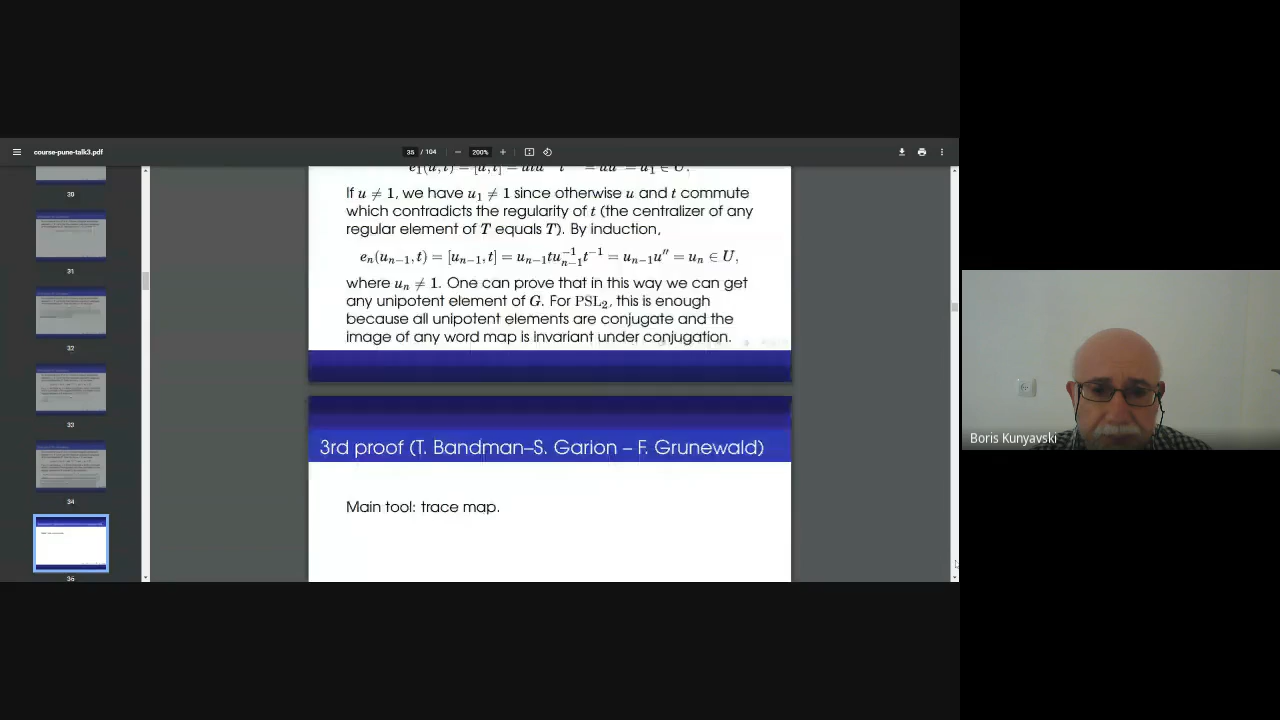 course-pune-talk3.pdf
35 / 104
200%
30
31
32
33
34
35
If u ≠ 1, we have u₁ ≠ 1 since otherwise u and t commute
which contradicts the regularity of t (the centralizer of any
regular element of T equals T). By induction,
eₙ(uₙ₋₁, t) = [uₙ₋₁, t] = uₙ₋₁tuₙ₋₁⁻¹t⁻¹ = uₙ₋₁u″ = uₙ ∈ U,
where uₙ ≠ 1. One can prove that in this way we can get
any unipotent element of G. For PSL₂, this is enough
because all unipotent elements are conjugate and the
image of any word map is invariant under conjugation.
3rd proof (T. Bandman–S. Garion – F. Grunewald)
Main tool: trace map.
Boris Kunyavski